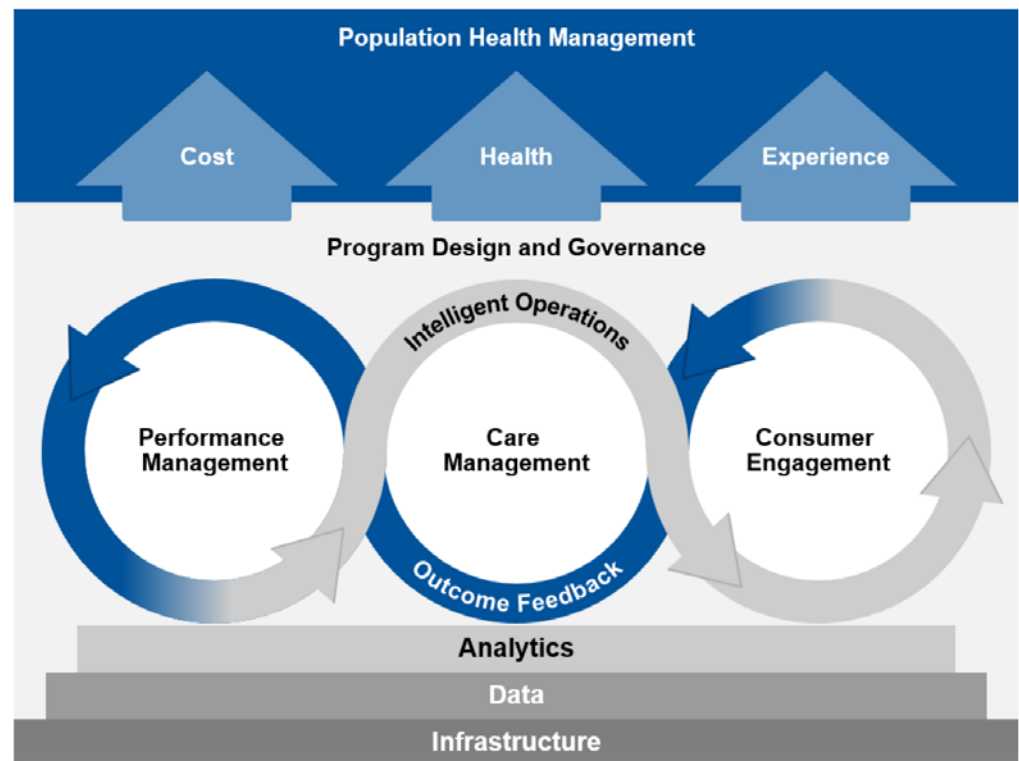 Population Health Management
Cost
Health
Experience
Program Design and Governance
Intelligent Operations
Performance
Management
Care
Management
Consumer
Engagement
Outcome Feedback
Analytics
Data
Infrastructure